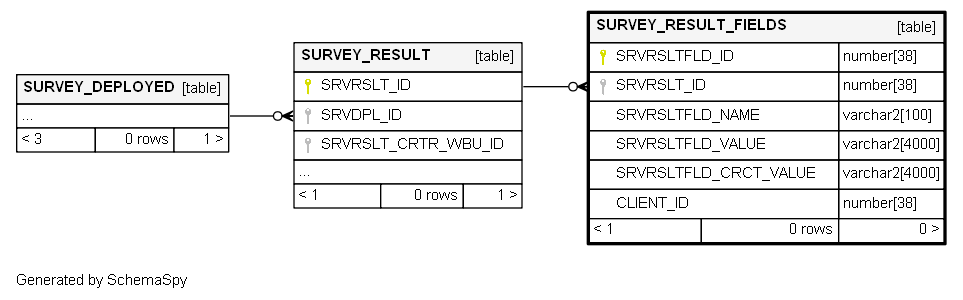 SURVEY_DEPLOYED [table]
...
< 3 0 rows 1 >
SURVEY_RESULT [table]
SRVRSLT_ID
SRVDPL_ID
SRVRSLT_CRTR_WBU_ID
...
< 1 0 rows 1 >
SURVEY_RESULT_FIELDS [table]
SRVRSLTFLD_ID number[38]
SRVRSLT_ID number[38]
SRVRSLTFLD_NAME varchar2[100]
SRVRSLTFLD_VALUE varchar2[4000]
SRVRSLTFLD_CRCT_VALUE varchar2[4000]
CLIENT_ID number[38]
< 1 0 rows 0 >
Generated by SchemaSpy